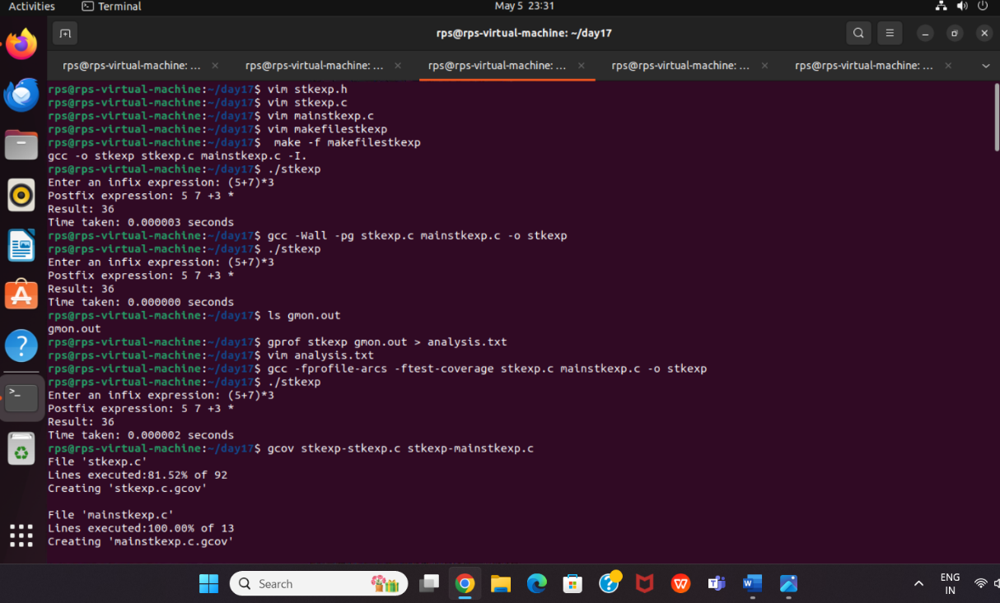 Activities Terminal May 5 23:31
rps@rps-virtual-machine: ~/day17
rps@rps-virtual-machine: ... rps@rps-virtual-machine: ... rps@rps-virtual-machine: ... rps@rps-virtual-machine: ... rps@rps-virtual-machine: ...
rps@rps-virtual-machine:~/day17$ vim stkexp.h
rps@rps-virtual-machine:~/day17$ vim stkexp.c
rps@rps-virtual-machine:~/day17$ vim mainstkexp.c
rps@rps-virtual-machine:~/day17$ vim makefilestkexp
rps@rps-virtual-machine:~/day17$  make -f makefilestkexp
gcc -o stkexp stkexp.c mainstkexp.c -I.
rps@rps-virtual-machine:~/day17$ ./stkexp
Enter an infix expression: (5+7)*3
Postfix expression: 5 7 +3 *
Result: 36
Time taken: 0.000003 seconds
rps@rps-virtual-machine:~/day17$ gcc -Wall -pg stkexp.c mainstkexp.c -o stkexp
rps@rps-virtual-machine:~/day17$ ./stkexp
Enter an infix expression: (5+7)*3
Postfix expression: 5 7 +3 *
Result: 36
Time taken: 0.000000 seconds
rps@rps-virtual-machine:~/day17$ ls gmon.out
gmon.out
rps@rps-virtual-machine:~/day17$ gprof stkexp gmon.out > analysis.txt
rps@rps-virtual-machine:~/day17$ vim analysis.txt
rps@rps-virtual-machine:~/day17$ gcc -fprofile-arcs -ftest-coverage stkexp.c mainstkexp.c -o stkexp
rps@rps-virtual-machine:~/day17$ ./stkexp
Enter an infix expression: (5+7)*3
Postfix expression: 5 7 +3 *
Result: 36
Time taken: 0.000002 seconds
rps@rps-virtual-machine:~/day17$ gcov stkexp-stkexp.c stkexp-mainstkexp.c
File 'stkexp.c'
Lines executed:81.52% of 92
Creating 'stkexp.c.gcov'
File 'mainstkexp.c'
Lines executed:100.00% of 13
Creating 'mainstkexp.c.gcov'
Search
ENG
IN